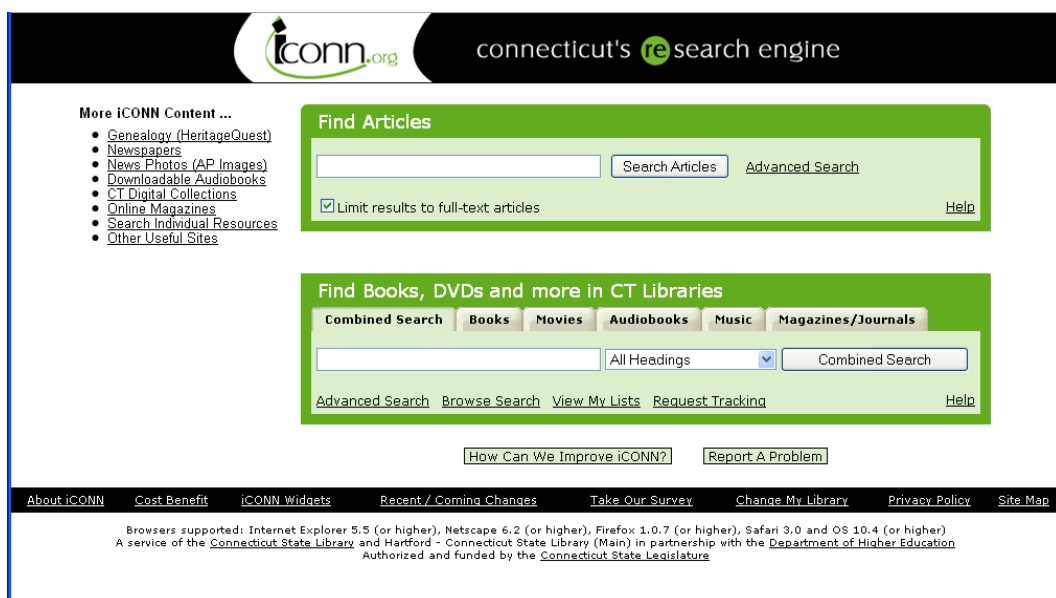 iconn.org
connecticut's research engine
More iCONN Content ...
Genealogy (HeritageQuest)
Newspapers
News Photos (AP Images)
Downloadable Audiobooks
CT Digital Collections
Online Magazines
Search Individual Resources
Other Useful Sites
Find Articles
Search Articles Advanced Search
Limit results to full-text articles Help
Find Books, DVDs and more in CT Libraries
Combined Search Books Movies Audiobooks Music Magazines/Journals
All Headings Combined Search
Advanced Search Browse Search View My Lists Request Tracking Help
How Can We Improve iCONN? Report A Problem
About iCONN Cost Benefit iCONN Widgets Recent / Coming Changes Take Our Survey Change My Library Privacy Policy Site Map
Browsers supported: Internet Explorer 5.5 (or higher), Netscape 6.2 (or higher), Firefox 1.0.7 (or higher), Safari 3.0 and OS 10.4 (or higher)
A service of the Connecticut State Library and Hartford - Connecticut State Library (Main) in partnership with the Department of Higher Education
Authorized and funded by the Connecticut State Legislature